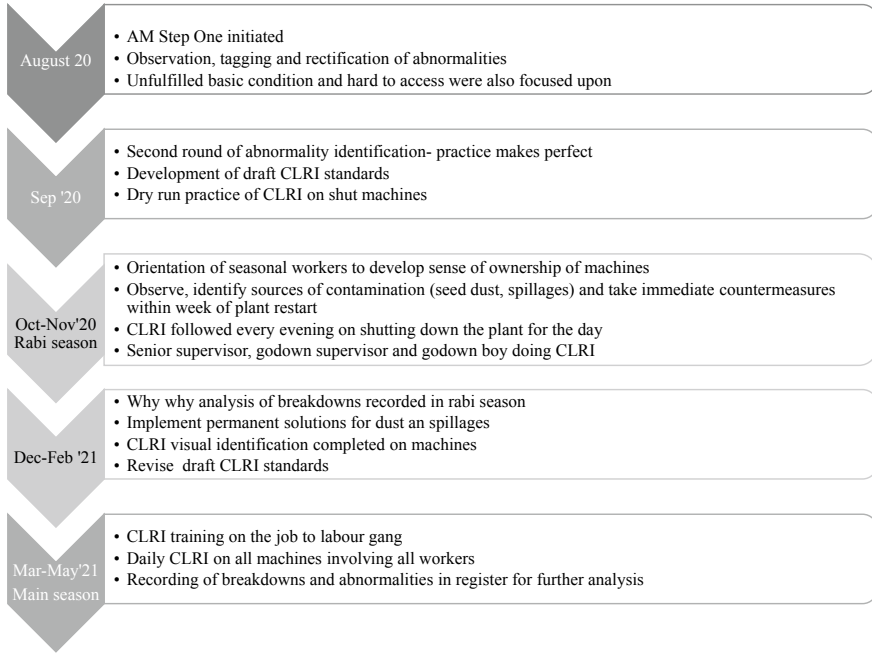 August 20
• AM Step One initiated
• Observation, tagging and rectification of abnormalities
• Unfulfilled basic condition and hard to access were also focused upon
Sep '20
• Second round of abnormality identification- practice makes perfect
• Development of draft CLRI standards
• Dry run practice of CLRI on shut machines
Oct-Nov'20
Rabi season
• Orientation of seasonal workers to develop sense of ownership of machines
• Observe, identify sources of contamination (seed dust, spillages) and take immediate countermeasures
within week of plant restart
• CLRI followed every evening on shutting down the plant for the day
• Senior supervisor, godown supervisor and godown boy doing CLRI
Dec-Feb '21
• Why why analysis of breakdowns recorded in rabi season
• Implement permanent solutions for dust an spillages
• CLRI visual identification completed on machines
• Revise draft CLRI standards
Mar-May'21
Main season
• CLRI training on the job to labour gang
• Daily CLRI on all machines involving all workers
• Recording of breakdowns and abnormalities in register for further analysis